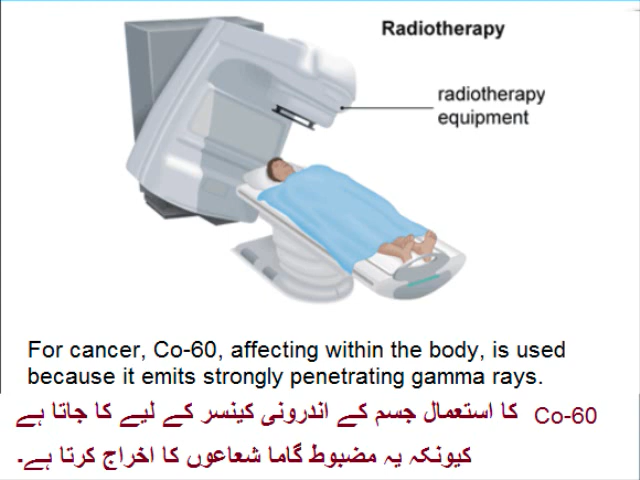 Radiotherapy
radiotherapy
equipment
For cancer, Co-60, affecting within the body, is used
because it emits strongly penetrating gamma rays.
Co-60 کا استعمال جسم کے اندرونی کینسر کے لیے کا جاتا ہے
کیونکہ یہ مضبوط گاما شعاعوں کا اخراج کرتا ہے۔